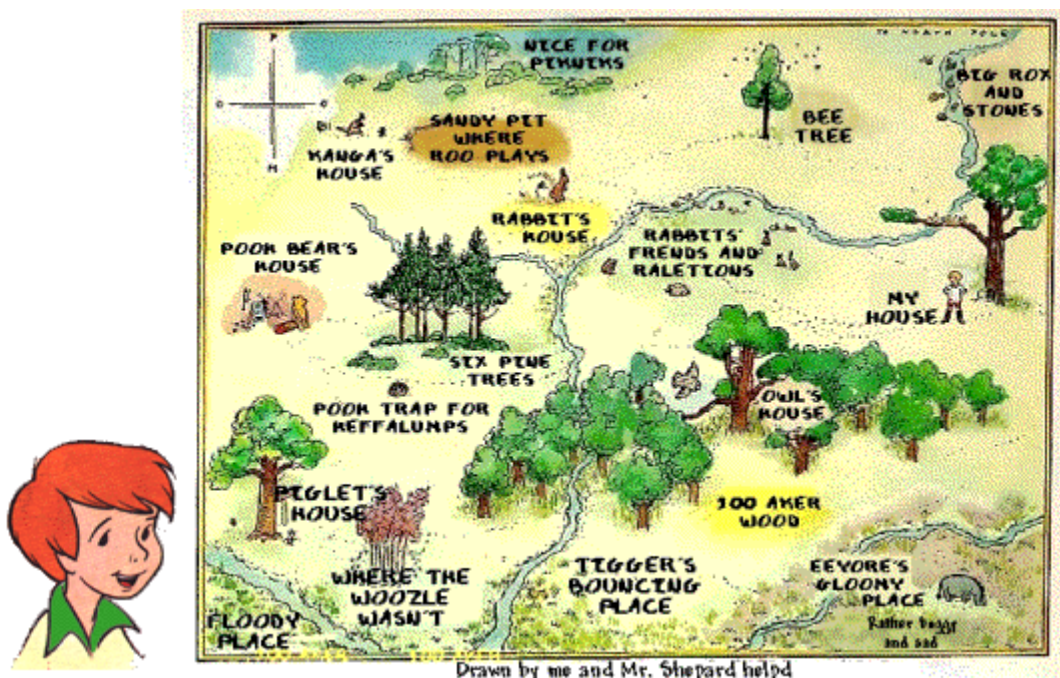 P
O
O
H
TO NORTH POLE
NICE FOR
PIKNIKS
BIG ROX
AND
STONES
BEE
TREE
SANDY PIT
WHERE
ROO PLAYS
KANGA'S
HOUSE
RABBIT'S
HOUSE
RABBITS'
FRENDS AND
RALETIONS
POOH BEAR'S
HOUSE
MY
HOUSE
SIX PINE
TREES
OWL'S
HOUSE
POOH TRAP FOR
HEFFALUMPS
PIGLET'S
HOUSE
100 AKER
WOOD
WHERE THE
WOOZLE
WASN'T
TIGGER'S
BOUNCING
PLACE
EEYORE'S
GLOOMY
PLACE
Rather boggy
and sad
FLOODY
PLACE
Drawn by me and Mr. Shepard helpd